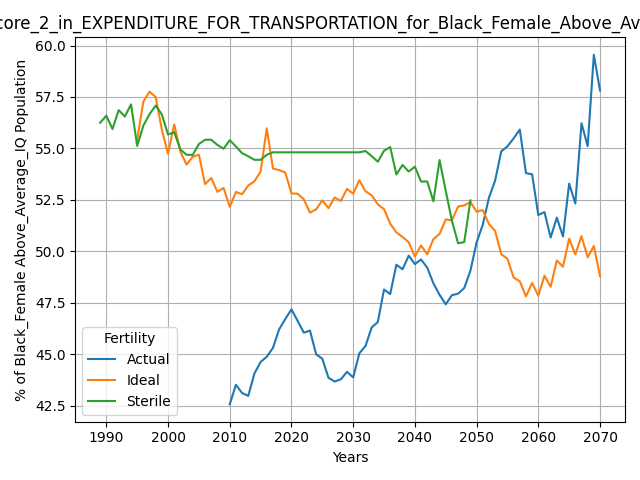 core_2_in_EXPENDITURE_FOR_TRANSPORTATION_for_Black_Female_Above_Av
% of Black_Female Above_Average_IQ Population
60.0
57.5
55.0
52.5
50.0
47.5
45.0
42.5
Fertility
Actual
Ideal
Sterile
1990
2000
2010
2020
2030
2040
2050
2060
2070
Years